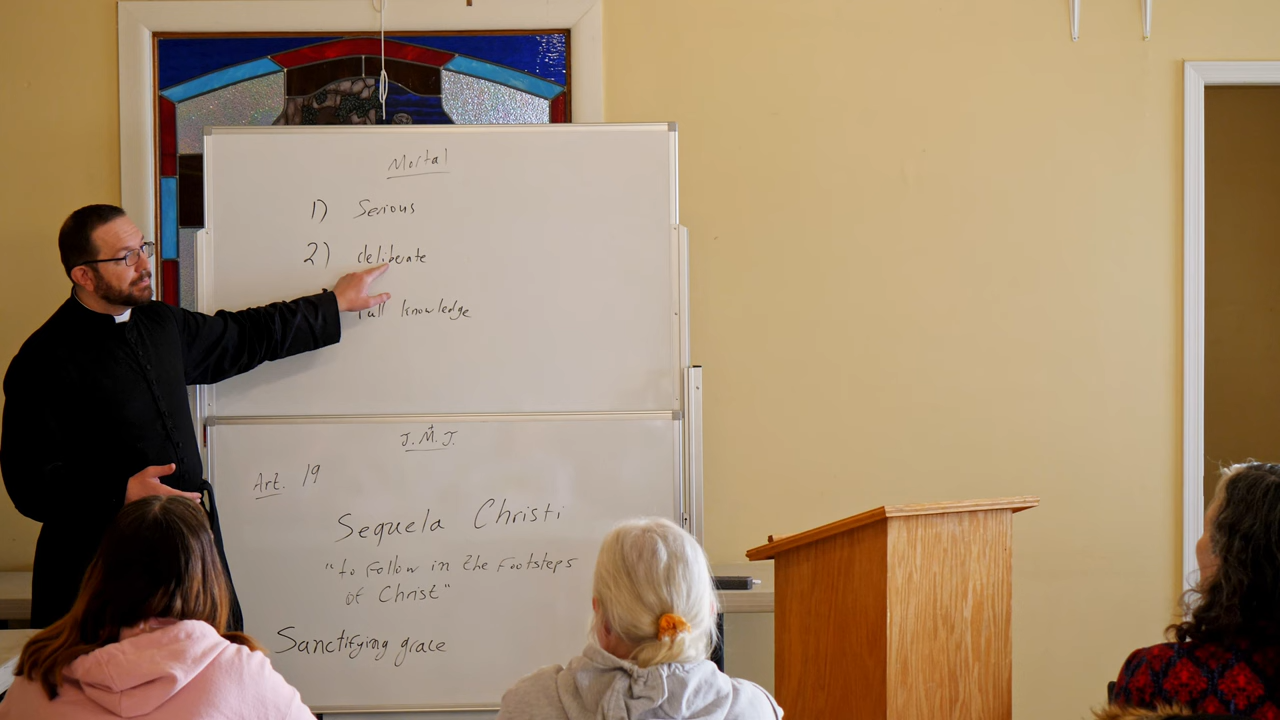 Mortal
1) Serious
2) deliberate
full knowledge
J.M.J.
Art. 19
Sequela Christi
"to Follow in the Footsteps
of Christ"
Sanctifying grace